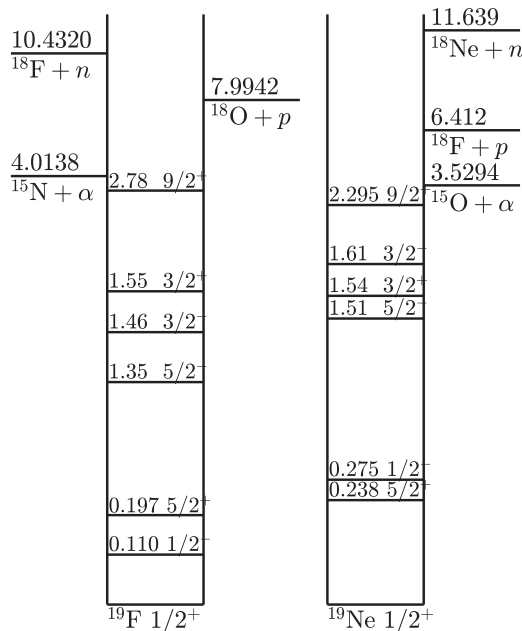 10.4320
¹⁸F + n
7.9942
¹⁸O + p
4.0138
¹⁵N + α
2.78 9/2⁺
1.55 3/2⁺
1.46 3/2⁻
1.35 5/2⁻
0.197 5/2⁺
0.110 1/2⁻
¹⁹F 1/2⁺
11.639
¹⁸Ne + n
6.412
¹⁸F + p
3.5294
¹⁵O + α
2.295 9/2⁺
1.61 3/2⁻
1.54 3/2⁺
1.51 5/2⁻
0.275 1/2⁻
0.238 5/2⁺
¹⁹Ne 1/2⁺